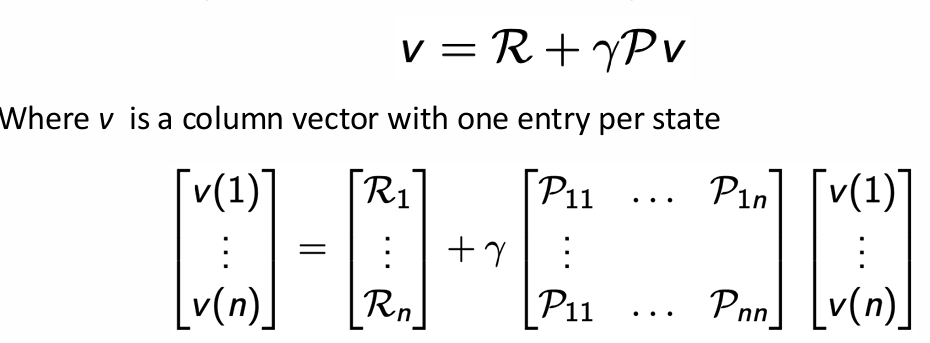 v = ℛ + γ𝒫v
Where v is a column vector with one entry per state
[v(1) ⋮ v(n)] = [ℛ₁ ⋮ ℛₙ] + γ [𝒫₁₁ … 𝒫₁ₙ ⋮ 𝒫₁₁ … 𝒫ₙₙ] [v(1) ⋮ v(n)]